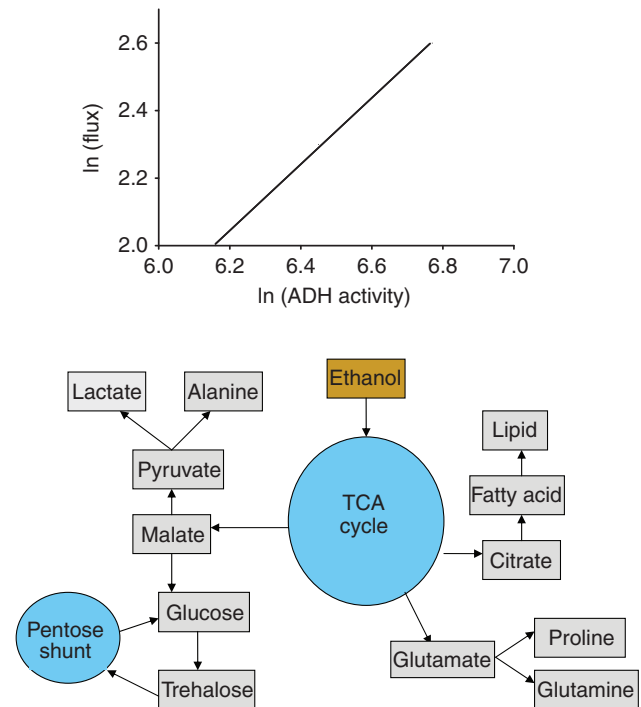 2.6
2.4
2.2
2.0
ln (flux)
6.0 6.2 6.4 6.6 6.8 7.0
ln (ADH activity)
Ethanol
Lactate
Alanine
Lipid
Pyruvate
Fatty acid
TCA
cycle
Malate
Citrate
Glucose
Pentose
shunt
Proline
Glutamate
Trehalose
Glutamine